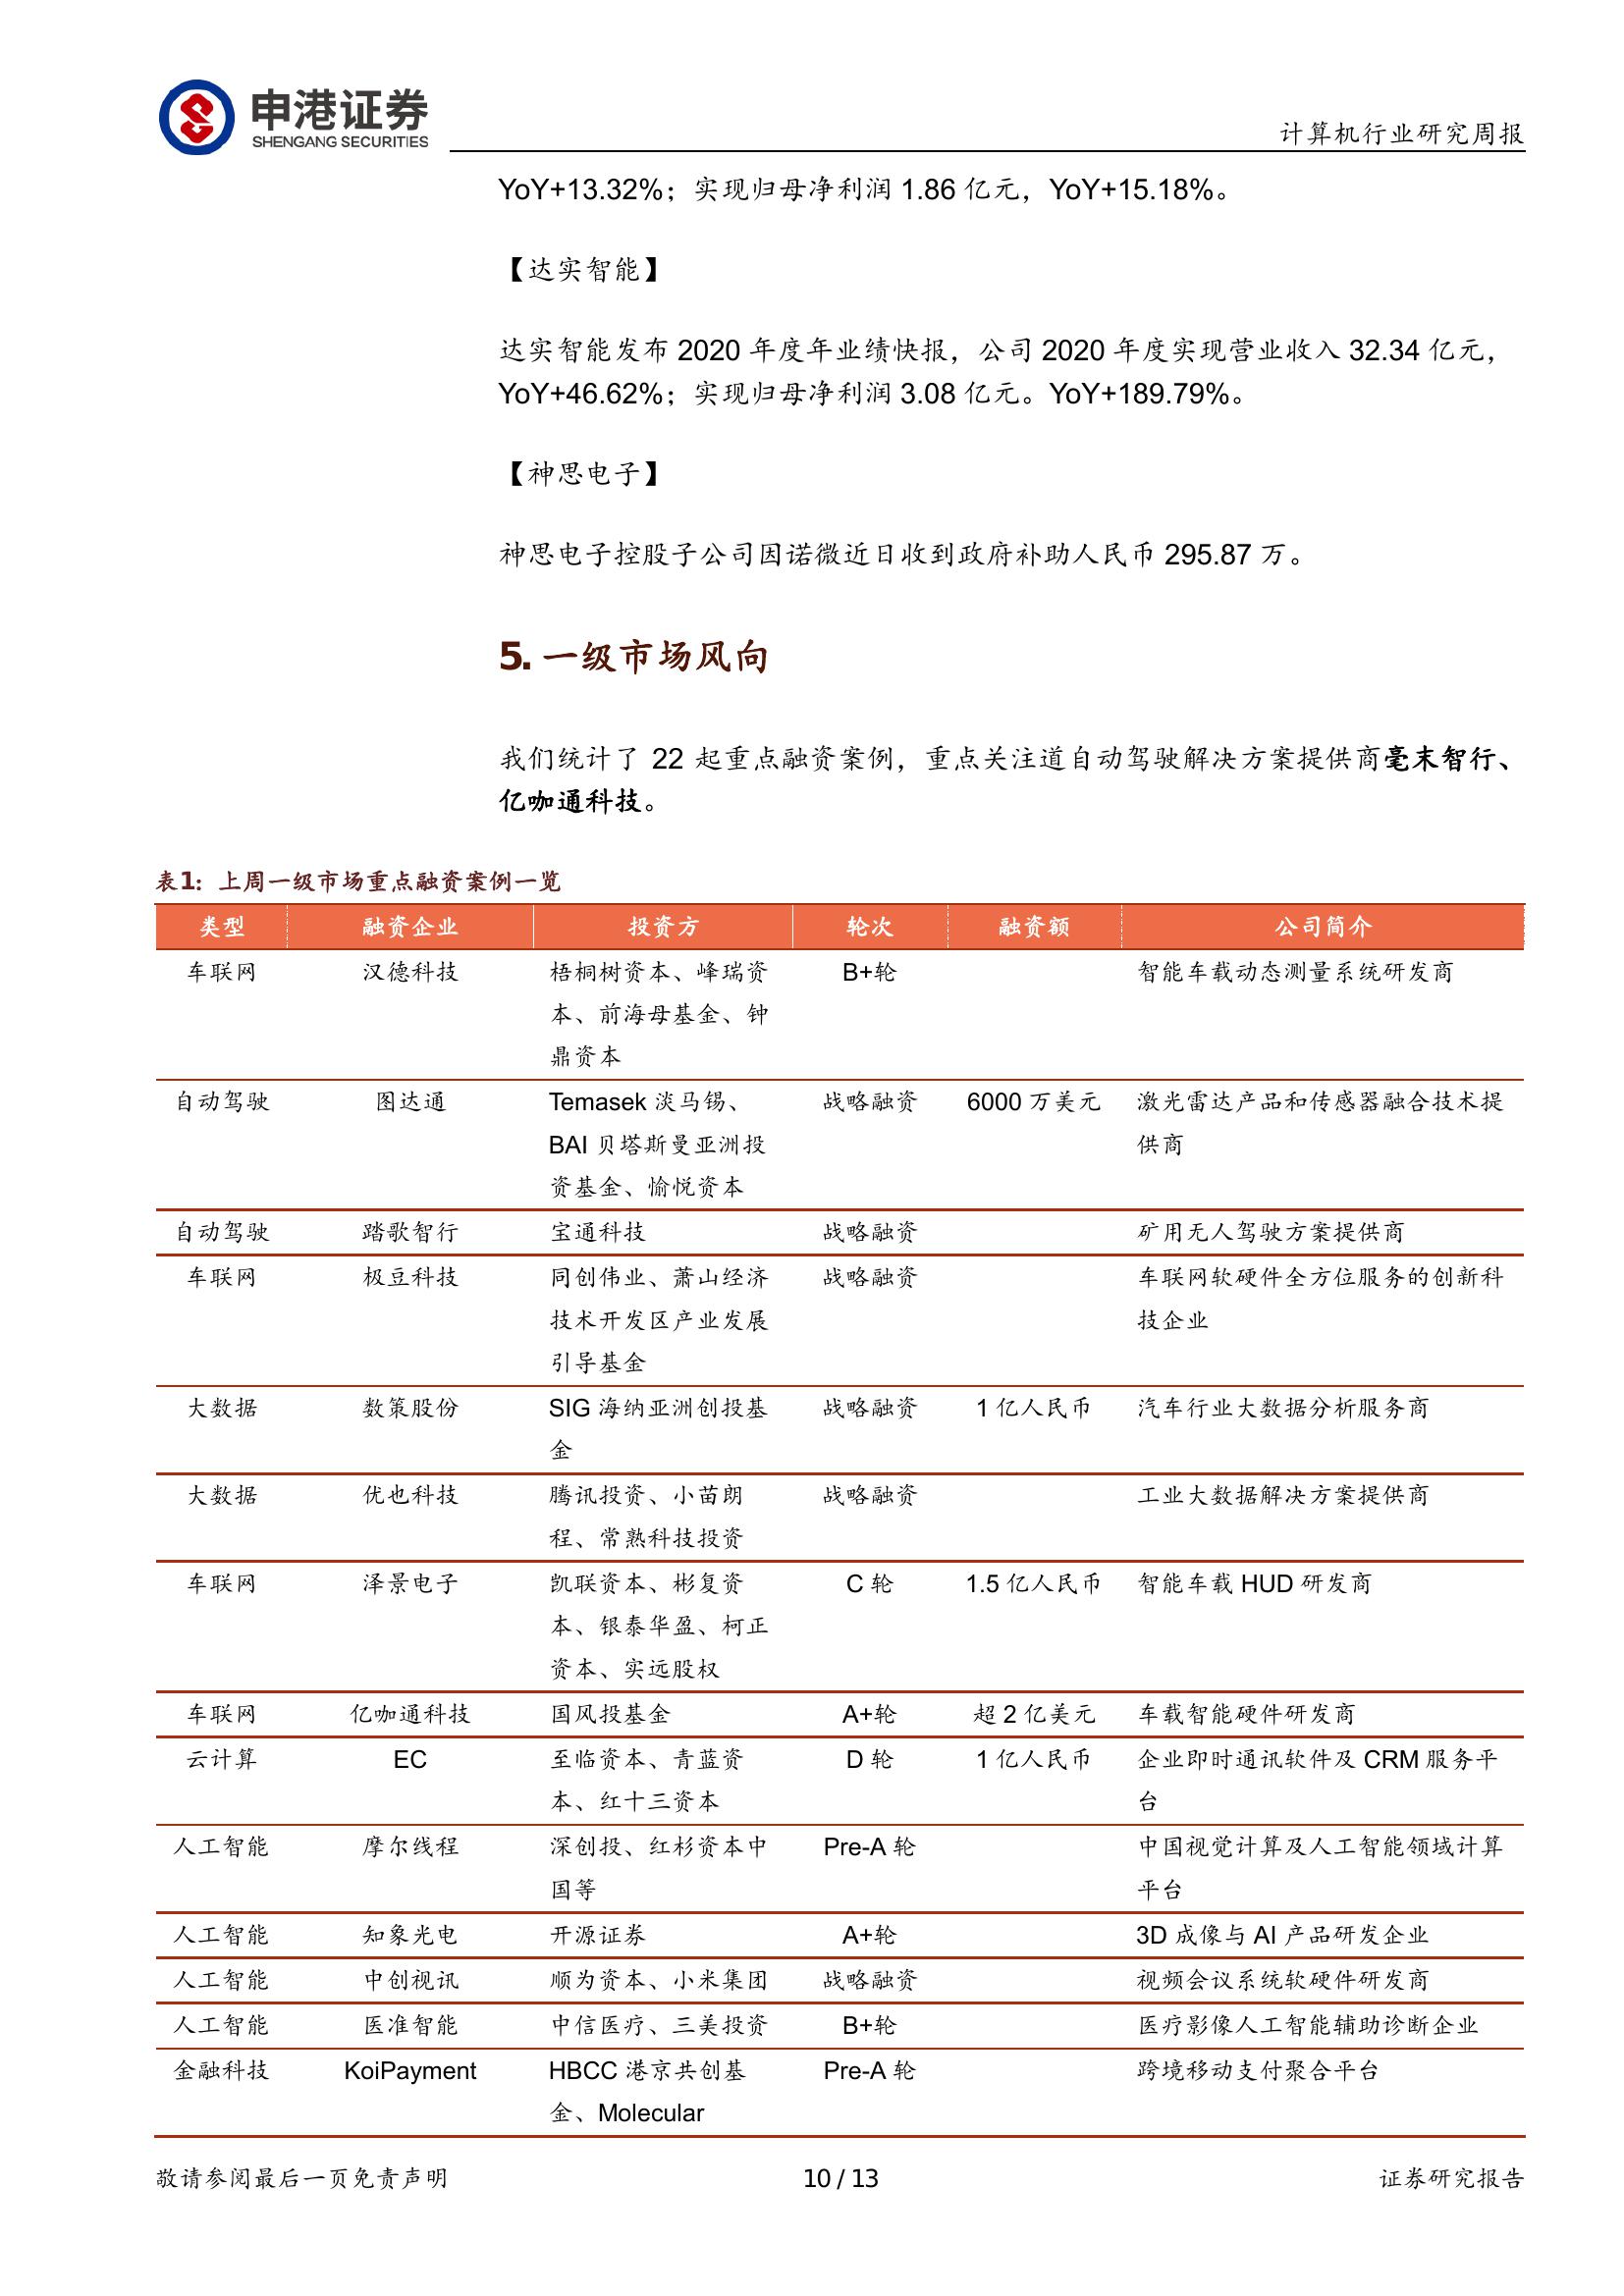 申港证券
SHENGANG SECURITIES
计算机行业研究周报
YoY+13.32%；实现归母净利润 1.86 亿元，YoY+15.18%。
【达实智能】
达实智能发布 2020 年度年业绩快报，公司 2020 年度实现营业收入 32.34 亿元，
YoY+46.62%；实现归母净利润 3.08 亿元。YoY+189.79%。
【神思电子】
神思电子控股子公司因诺微近日收到政府补助人民币 295.87 万。
5. 一级市场风向
我们统计了 22 起重点融资案例，重点关注道自动驾驶解决方案提供商毫末智行、
亿咖通科技。
表1：上周一级市场重点融资案例一览
类型 融资企业 投资方 轮次 融资额 公司简介
车联网 汉德科技 梧桐树资本、峰瑞资 B+轮 智能车载动态测量系统研发商
本、前海母基金、钟
鼎资本
自动驾驶 图达通 Temasek 淡马锡、 战略融资 6000 万美元 激光雷达产品和传感器融合技术提
BAI 贝塔斯曼亚洲投 供商
资基金、愉悦资本
自动驾驶 踏歌智行 宝通科技 战略融资 矿用无人驾驶方案提供商
车联网 极豆科技 同创伟业、萧山经济 战略融资 车联网软硬件全方位服务的创新科
技术开发区产业发展 技企业
引导基金
大数据 数策股份 SIG 海纳亚洲创投基 战略融资 1 亿人民币 汽车行业大数据分析服务商
金
大数据 优也科技 腾讯投资、小苗朗 战略融资 工业大数据解决方案提供商
程、常熟科技投资
车联网 泽景电子 凯联资本、彬复资 C 轮 1.5 亿人民币 智能车载 HUD 研发商
本、银泰华盈、柯正
资本、实远股权
车联网 亿咖通科技 国风投基金 A+轮 超 2 亿美元 车载智能硬件研发商
云计算 EC 至临资本、青蓝资 D 轮 1 亿人民币 企业即时通讯软件及 CRM 服务平
本、红十三资本 台
人工智能 摩尔线程 深创投、红杉资本中 Pre-A 轮 中国视觉计算及人工智能领域计算
国等 平台
人工智能 知象光电 开源证券 A+轮 3D 成像与 AI 产品研发企业
人工智能 中创视讯 顺为资本、小米集团 战略融资 视频会议系统软硬件研发商
人工智能 医准智能 中信医疗、三美投资 B+轮 医疗影像人工智能辅助诊断企业
金融科技 KoiPayment HBCC 港京共创基 Pre-A 轮 跨境移动支付聚合平台
金、Molecular
敬请参阅最后一页免责声明 10 / 13 证券研究报告